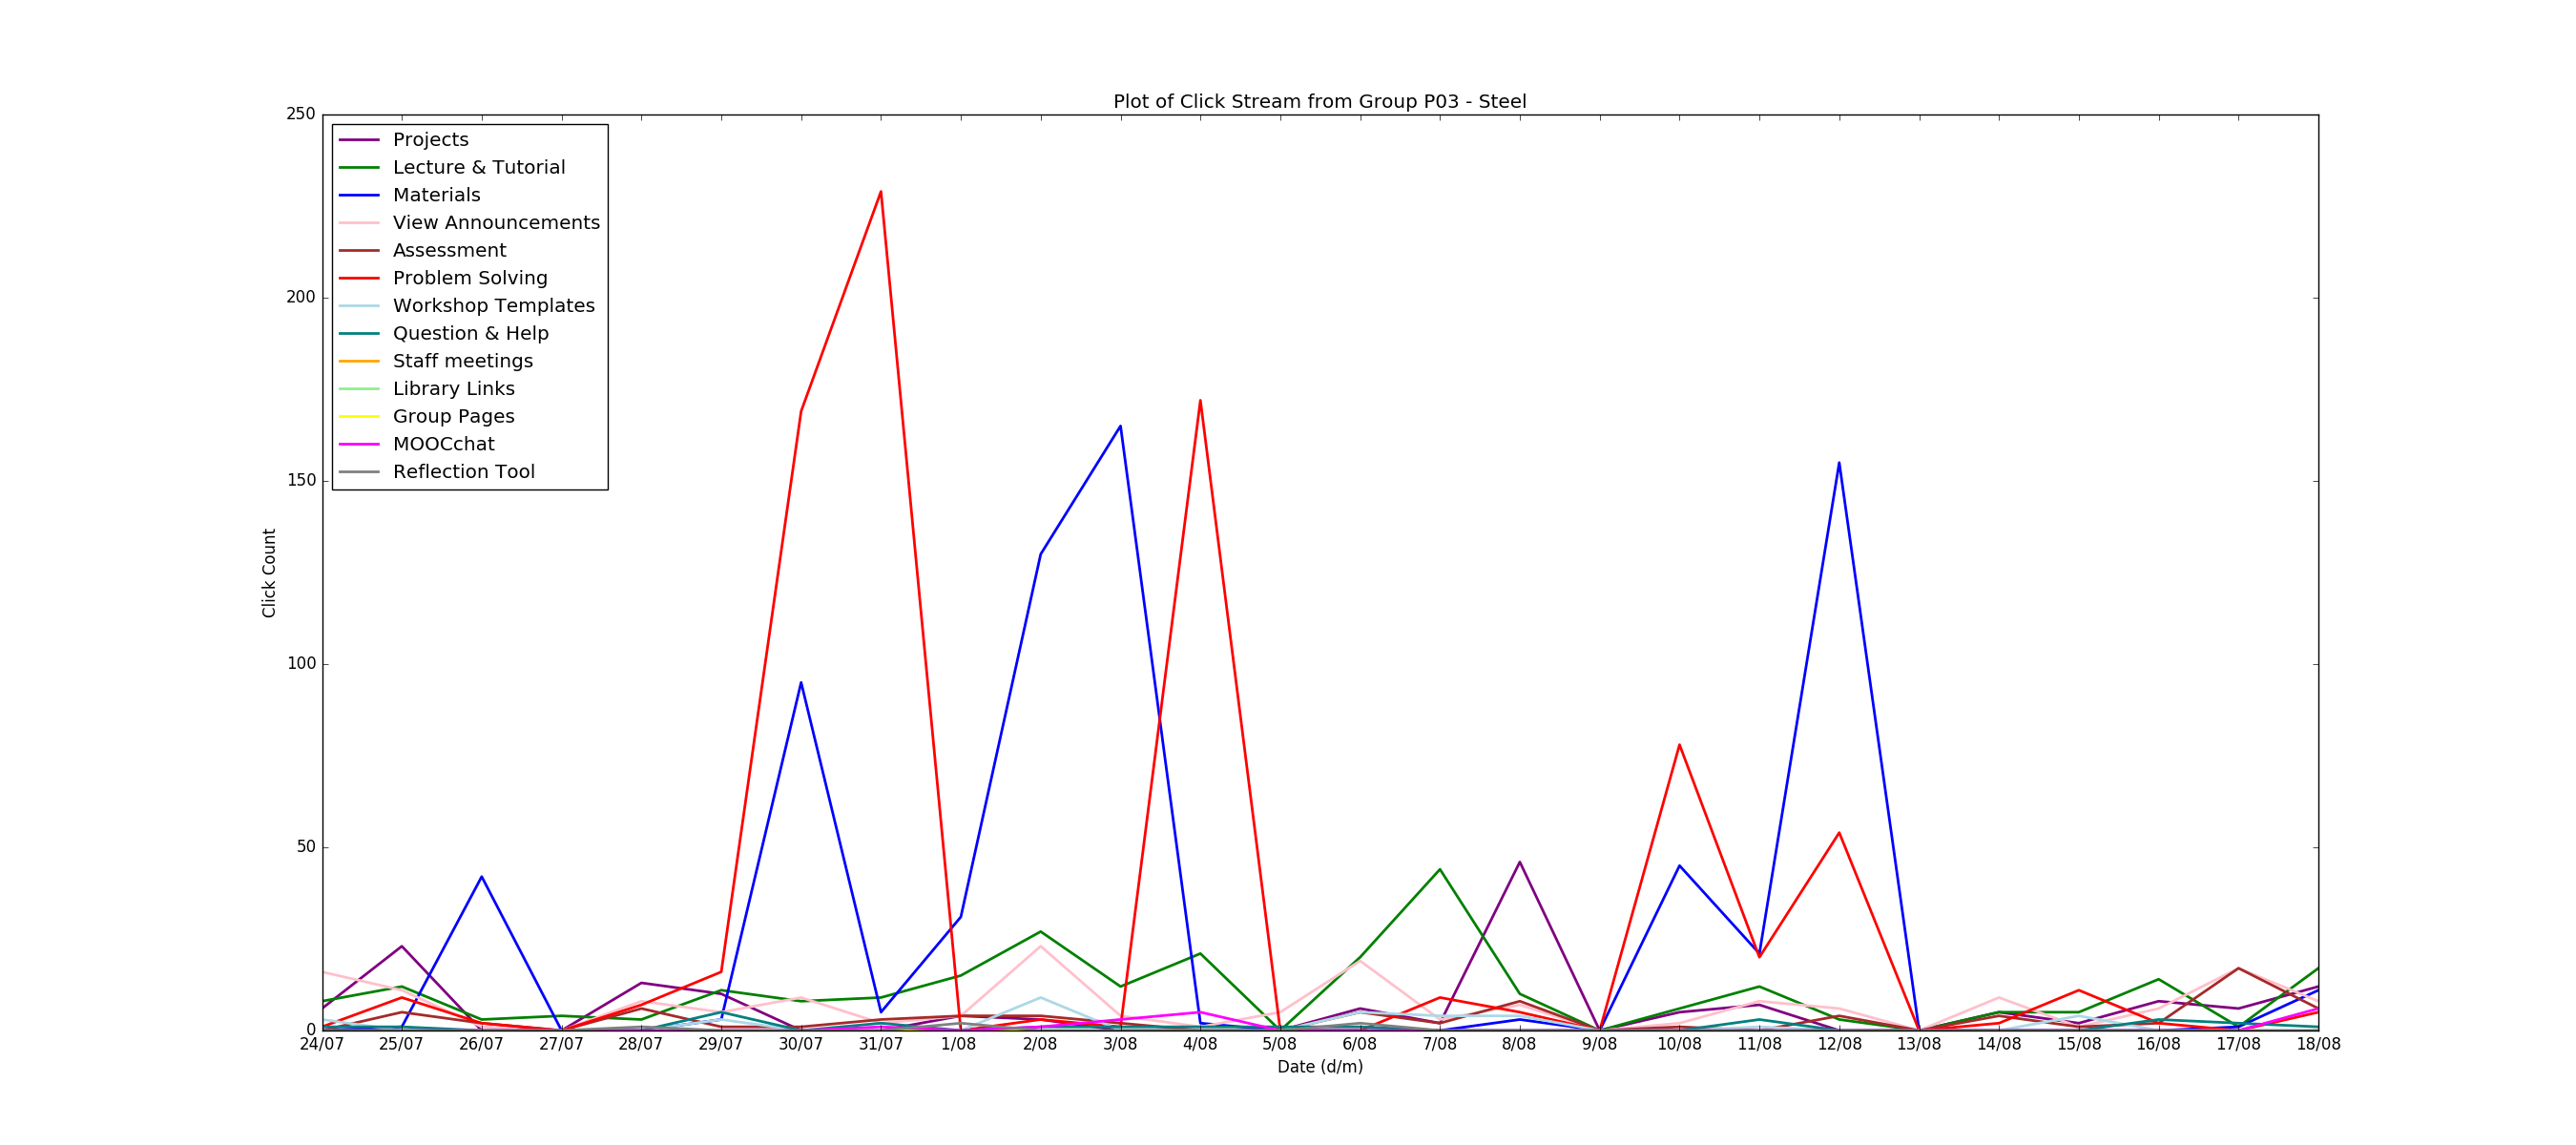 Plot of Click Stream from Group P03 - Steel
250
200
150
100
50
0
Click Count
Projects
Lecture & Tutorial
Materials
View Announcements
Assessment
Problem Solving
Workshop Templates
Question & Help
Staff meetings
Library Links
Group Pages
MOOCchat
Reflection Tool
24/07 25/07 26/07 27/07 28/07 29/07 30/07 31/07 1/08 2/08 3/08 4/08 5/08 6/08 7/08 8/08 9/08 10/08 11/08 12/08 13/08 14/08 15/08 16/08 17/08 18/08
Date (d/m)